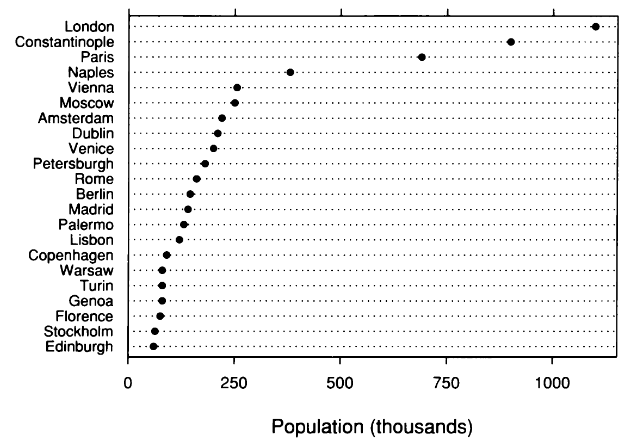 London
Constantinople
Paris
Naples
Vienna
Moscow
Amsterdam
Dublin
Venice
Petersburgh
Rome
Berlin
Madrid
Palermo
Lisbon
Copenhagen
Warsaw
Turin
Genoa
Florence
Stockholm
Edinburgh
0 250 500 750 1000
Population (thousands)